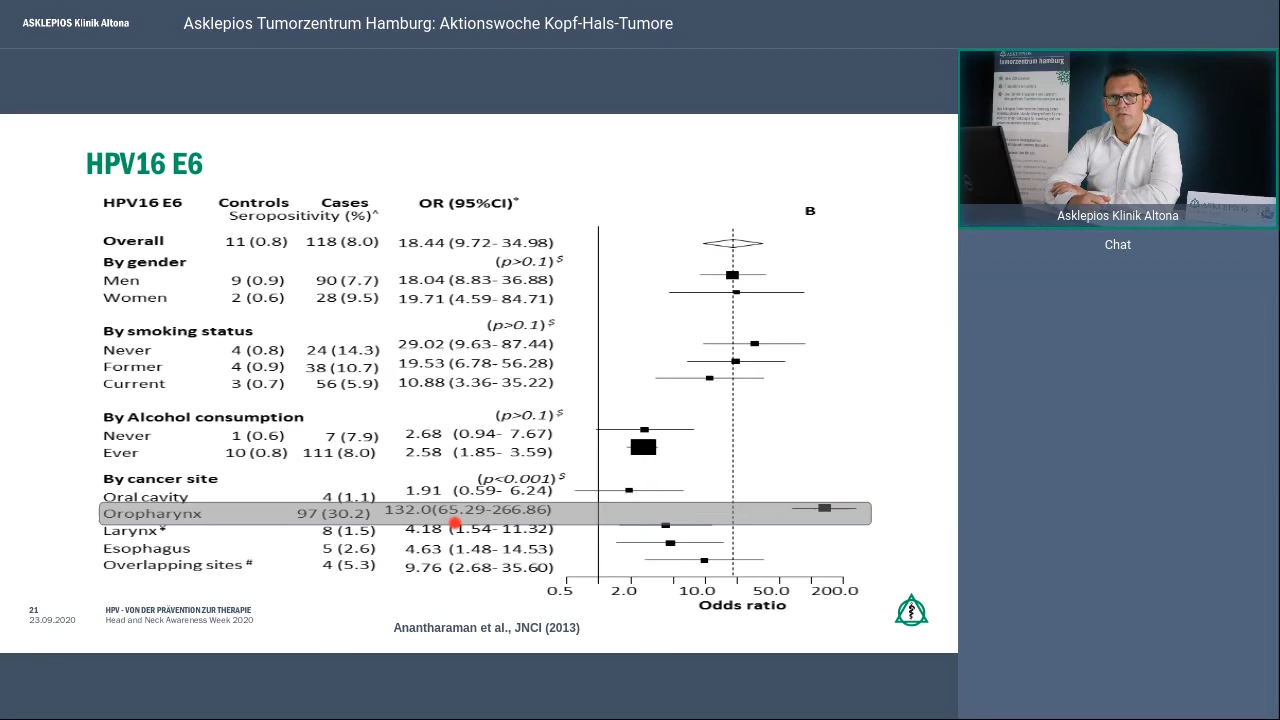 ASKLEPIOS Klinik Altona
Asklepios Tumorzentrum Hamburg: Aktionswoche Kopf-Hals-Tumore
HPV16 E6
HPV16 E6 Controls Cases OR (95%CI)*
Seropositivity (%)^
B
Overall 11 (0.8) 118 (8.0) 18.44 (9.72- 34.98)
By gender (p>0.1) $
Men 9 (0.9) 90 (7.7) 18.04 (8.83- 36.88)
Women 2 (0.6) 28 (9.5) 19.71 (4.59- 84.71)
By smoking status (p>0.1) $
Never 4 (0.8) 24 (14.3) 29.02 (9.63- 87.44)
Former 4 (0.9) 38 (10.7) 19.53 (6.78- 56.28)
Current 3 (0.7) 56 (5.9) 10.88 (3.36- 35.22)
By Alcohol consumption (p>0.1) $
Never 1 (0.6) 7 (7.9) 2.68 (0.94- 7.67)
Ever 10 (0.8) 111 (8.0) 2.58 (1.85- 3.59)
By cancer site (p<0.001) $
Oral cavity 4 (1.1) 1.91 (0.59- 6.24)
Oropharynx 97 (30.2) 132.0(65.29-266.86)
Larynx ¥ 8 (1.5) 4.18 (1.54- 11.32)
Esophagus 5 (2.6) 4.63 (1.48- 14.53)
Overlapping sites # 4 (5.3) 9.76 (2.68- 35.60)
0.5 2.0 10.0 50.0 200.0
Odds ratio
21 HPV - VON DER PRÄVENTION ZUR THERAPIE
23.09.2020 Head and Neck Awareness Week 2020
Anantharaman et al., JNCI (2013)
tumorzentrum hamburg
Asklepios Klinik Altona
Chat